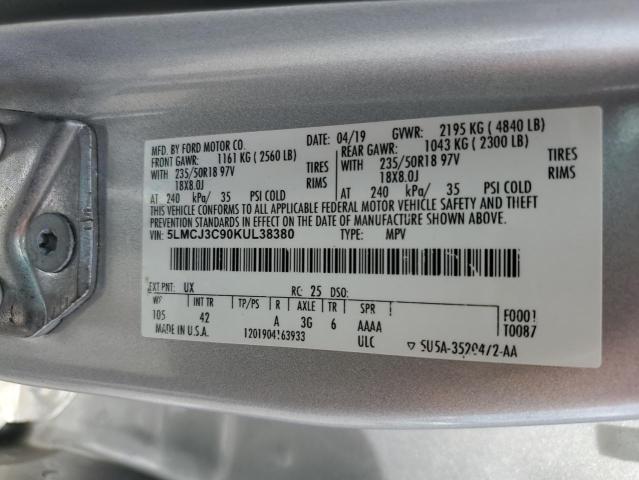 MFD. BY FORD MOTOR CO. DATE: 04/19 GVWR: 2195 KG ( 4840 LB)
FRONT GAWR: 1161 KG ( 2560 LB) REAR GAWR: 1043 KG ( 2300 LB)
WITH 235/50R18 97V TIRES WITH 235/50R18 97V TIRES
18X8.0J RIMS 18X8.0J RIMS
AT 240 kPa/ 35 PSI COLD AT 240 kPa/ 35 PSI COLD
THIS VEHICLE CONFORMS TO ALL APPLICABLE U.S. FEDERAL MOTOR VEHICLE SAFETY AND THEFT
PREVENTION STANDARDS IN EFFECT ON THE DATE OF MANUFACTURE SHOWN ABOVE.
VIN: 5LMCJ3C90KUL38380 TYPE: MPV
EXT PNT: UX RC: 25 DSO:
WB INT TR TP/PS R AXLE TR SPR
105 42 A 3G 6 AAAA F0001
MADE IN U.S.A. ULC T0087